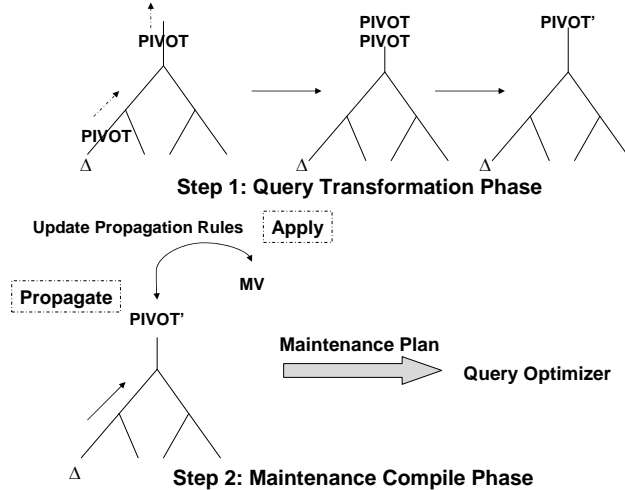 PIVOT
PIVOT
PIVOT
PIVOT
PIVOT'
Δ
Δ
Δ
Step 1: Query Transformation Phase
Update Propagation Rules
Apply
MV
Propagate
PIVOT'
Maintenance Plan
Query Optimizer
Δ
Step 2: Maintenance Compile Phase